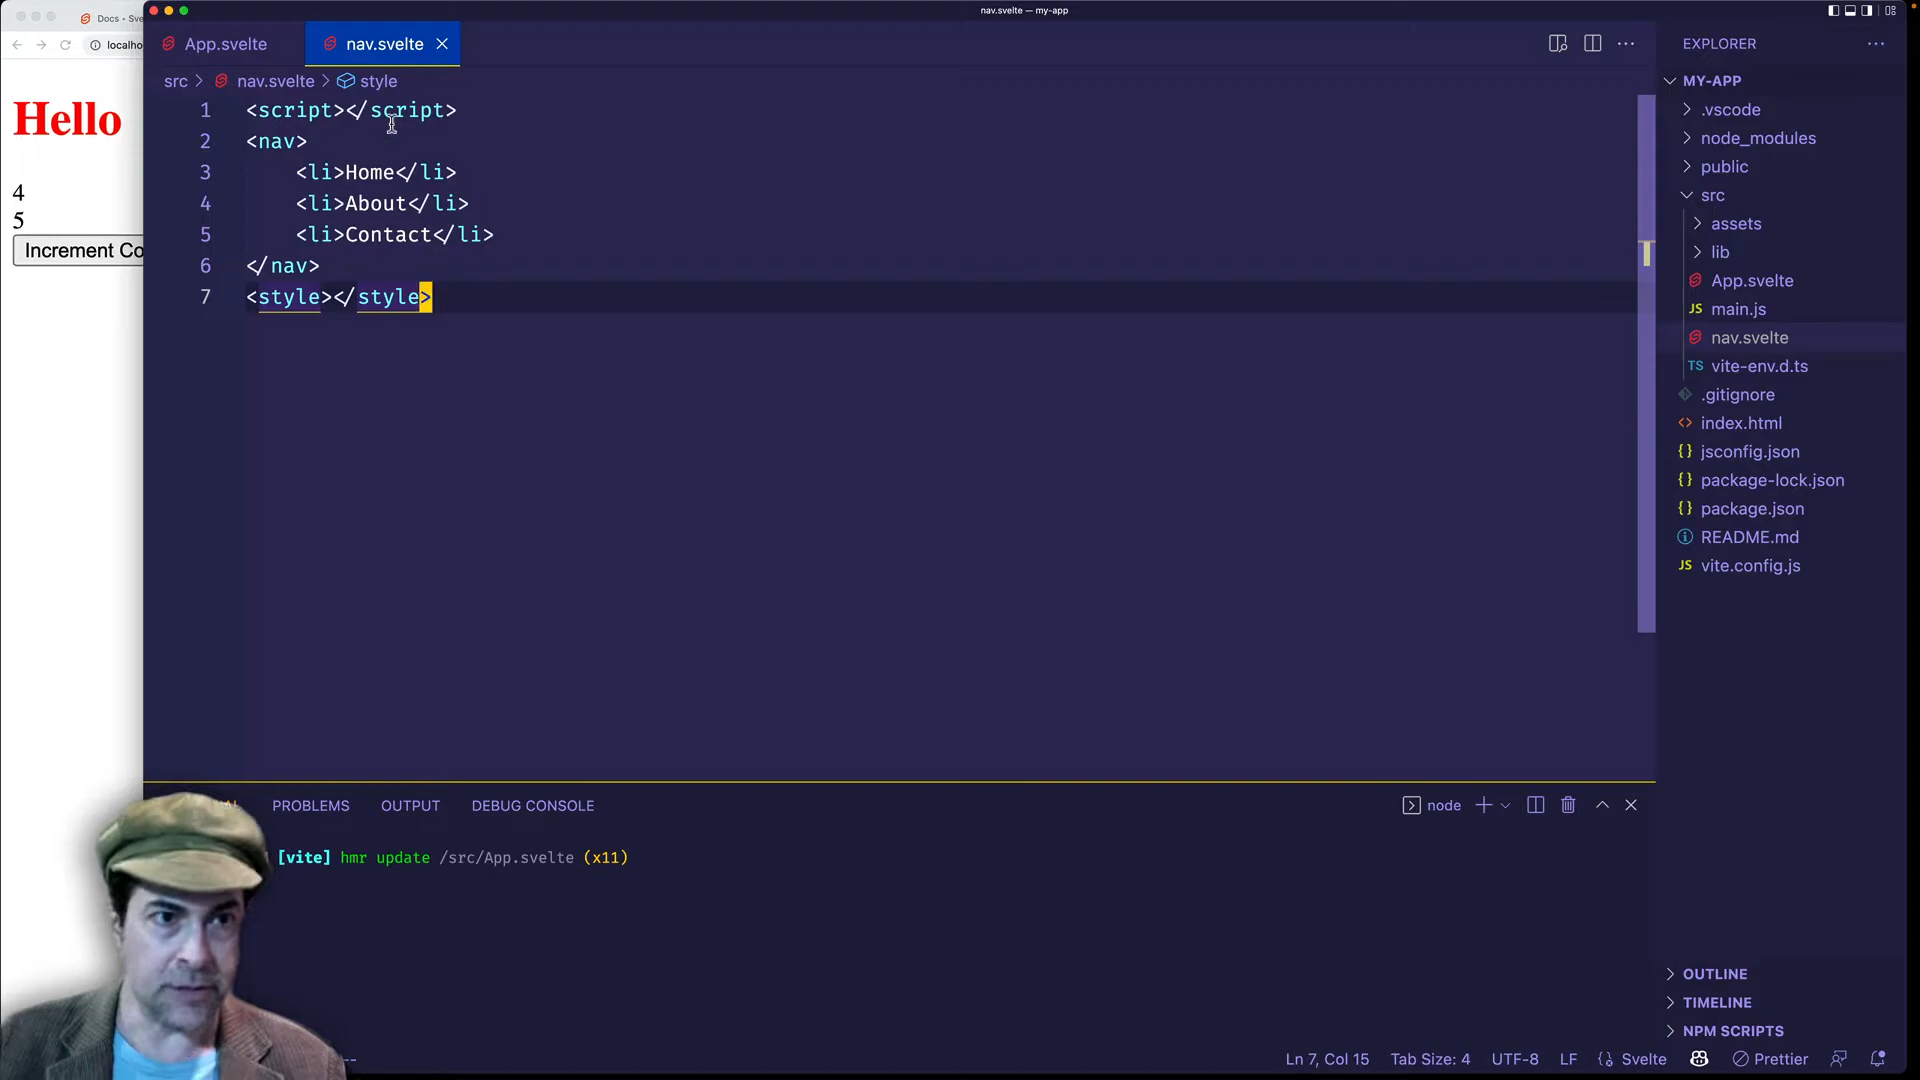 nav.svelte — my-app
Docs - Sve
localho
Hello
4
5
Increment Co
App.svelte
nav.svelte
src > nav.svelte > style
1 <script></script>
2 <nav>
3 <li>Home</li>
4 <li>About</li>
5 <li>Contact</li>
6 </nav>
7 <style></style>
EXPLORER
MY-APP
.vscode
node_modules
public
src
assets
lib
App.svelte
JS main.js
nav.svelte
TS vite-env.d.ts
.gitignore
<> index.html
{} jsconfig.json
{} package-lock.json
{} package.json
README.md
JS vite.config.js
OUTLINE
TIMELINE
NPM SCRIPTS
PROBLEMS
OUTPUT
DEBUG CONSOLE
node
[vite] hmr update /src/App.svelte (x11)
Ln 7, Col 15
Tab Size: 4
UTF-8
LF
{} Svelte
Prettier